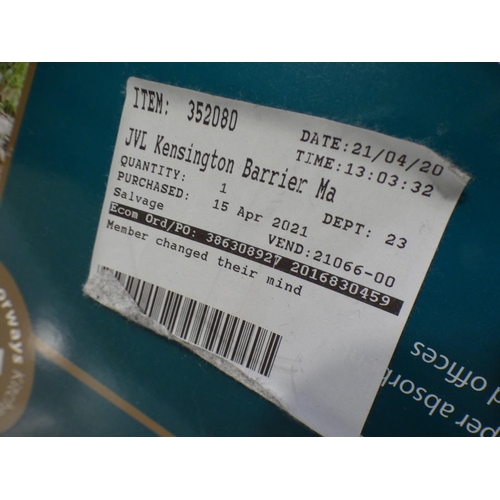 ITEM: 352080
DATE:21/04/20
TIME:13:03:32
JVL Kensington Barrier Ma
QUANTITY: 1
DEPT: 23
PURCHASED: 15 Apr 2021
VEND:21066-00
Salvage
Ecom Ord/PO: 386308927 2016830459
Member changed their mind
per absorb
d offices